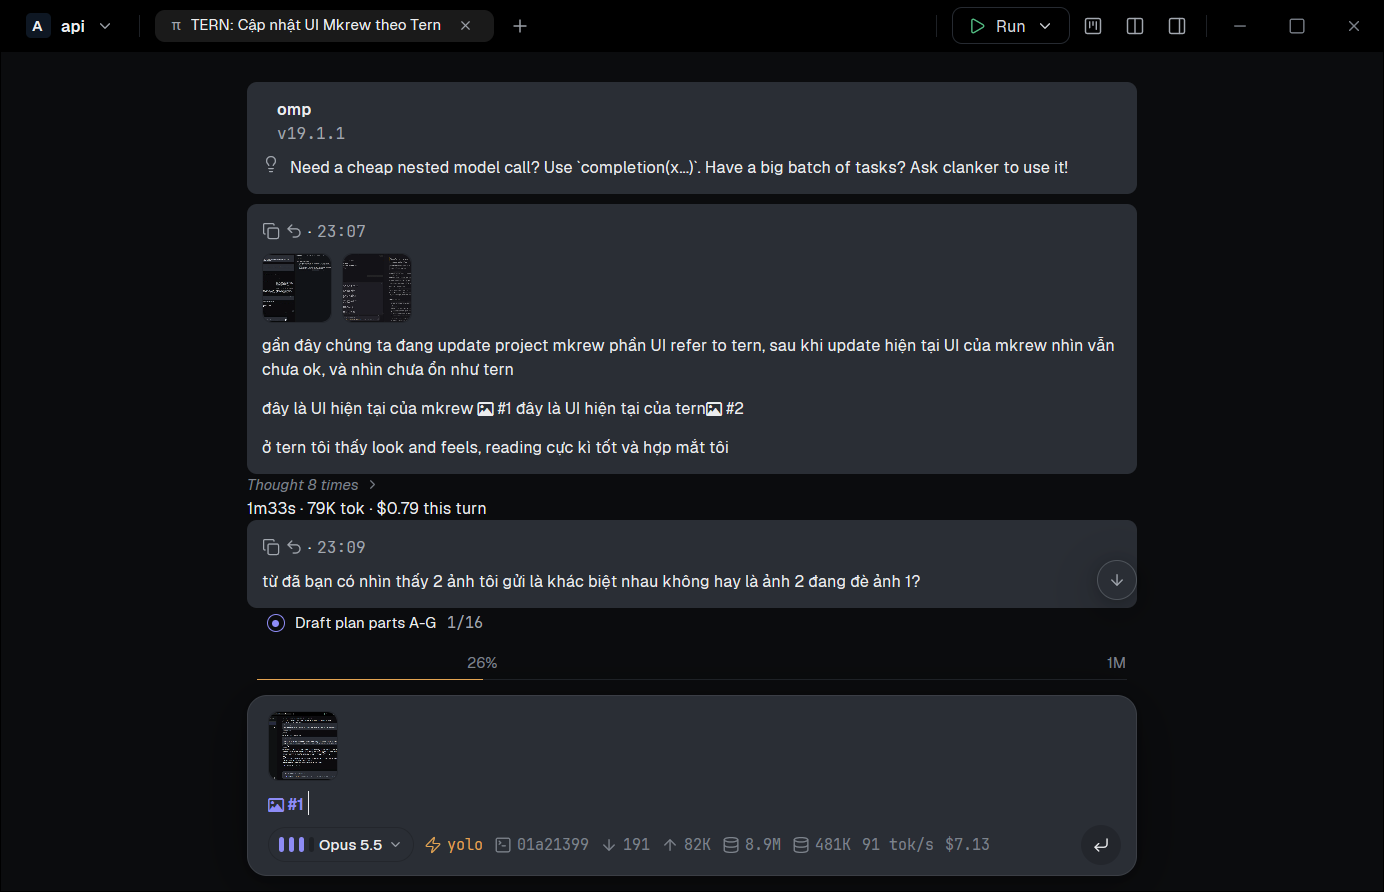 A api
π TERN: Cập nhật UI Mkrew theo Tern
Run
omp
v19.1.1
Need a cheap nested model call? Use `completion(x…)`. Have a big batch of tasks? Ask clanker to use it!
· 23:07
gần đây chúng ta đang update project mkrew phần UI refer to tern, sau khi update hiện tại UI của mkrew nhìn vẫn
chưa ok, và nhìn chưa ổn như tern
đây là UI hiện tại của mkrew #1 đây là UI hiện tại của tern #2
ở tern tôi thấy look and feels, reading cực kì tốt và hợp mắt tôi
Thought 8 times
1m33s · 79K tok · $0.79 this turn
· 23:09
từ đã bạn có nhìn thấy 2 ảnh tôi gửi là khác biệt nhau không hay là ảnh 2 đang đè ảnh 1?
Draft plan parts A-G 1/16
26% 1M
#1
Opus 5.5 yolo 01a21399 191 82K 8.9M 481K 91 tok/s $7.13